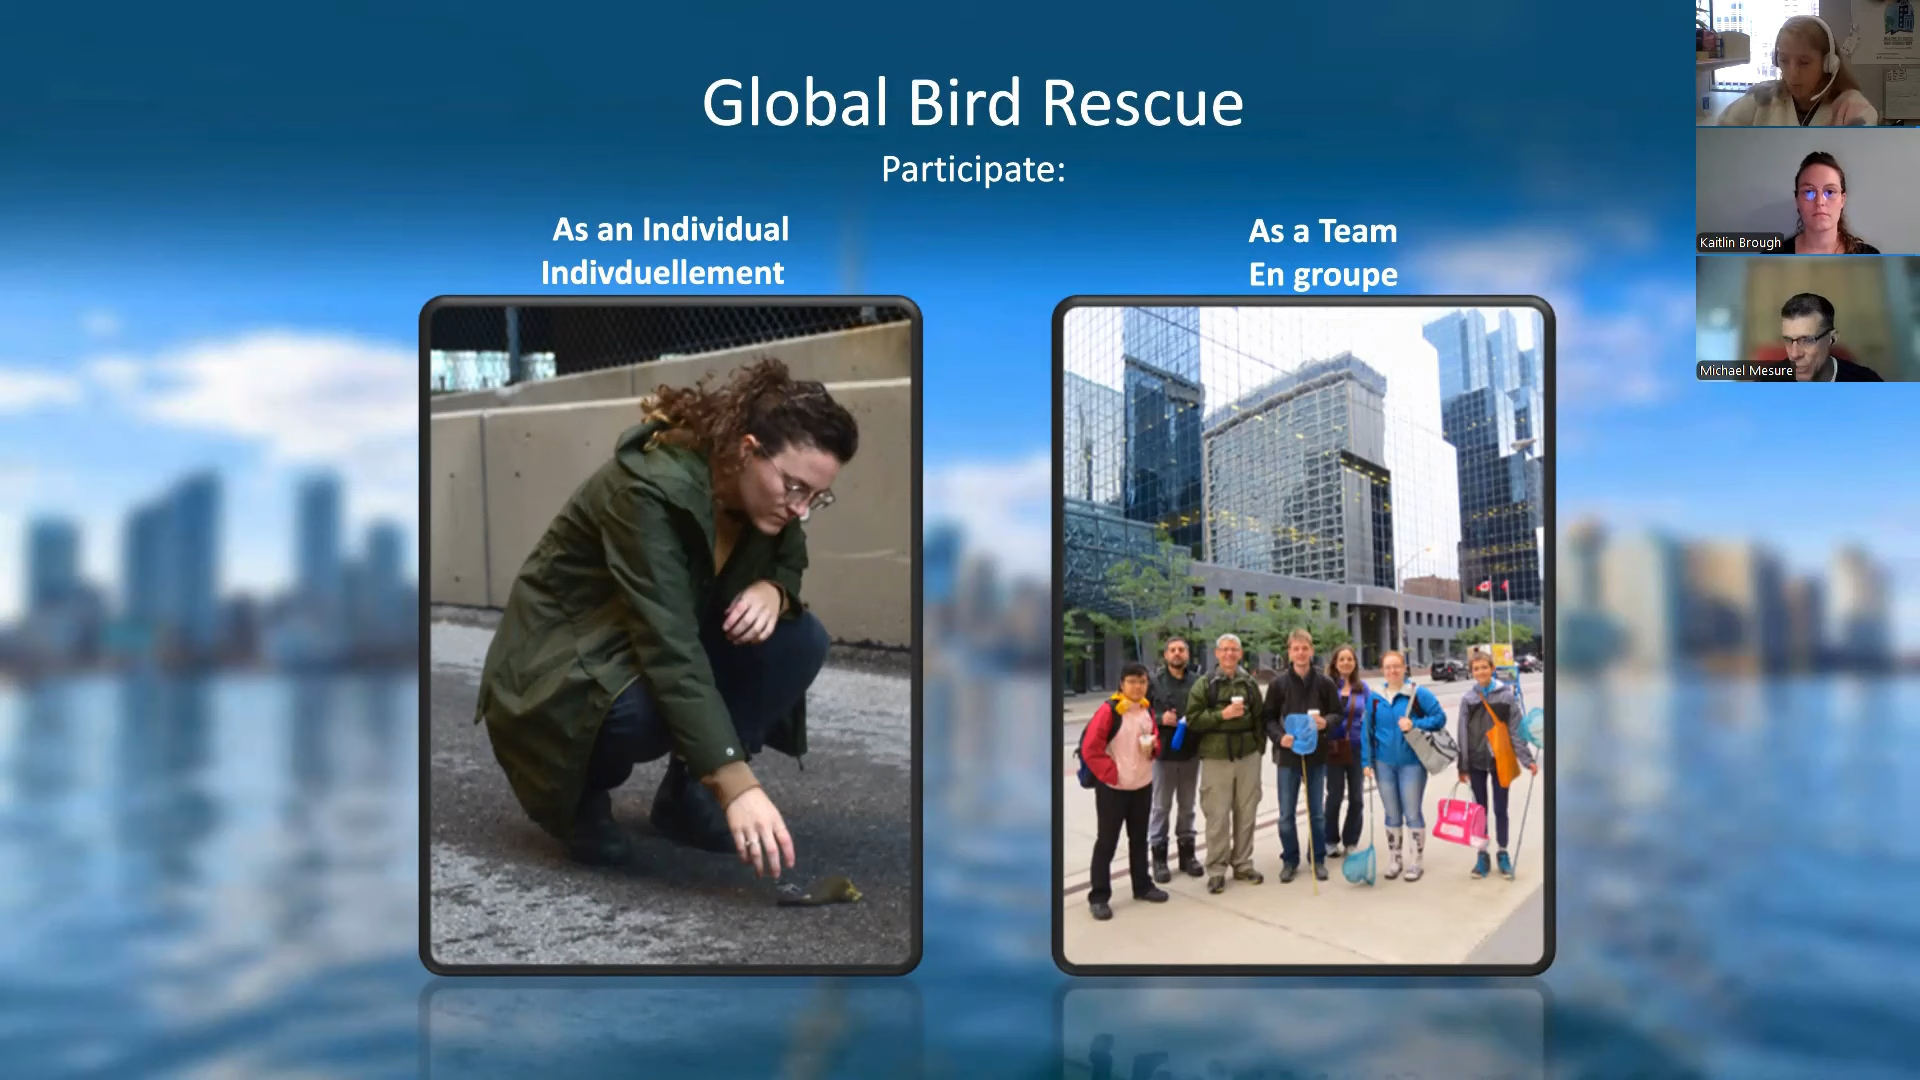 Global Bird Rescue
Participate:
As an Individual
Indivduellement
As a Team
En groupe
Kaitlin Brough
Michael Mesure